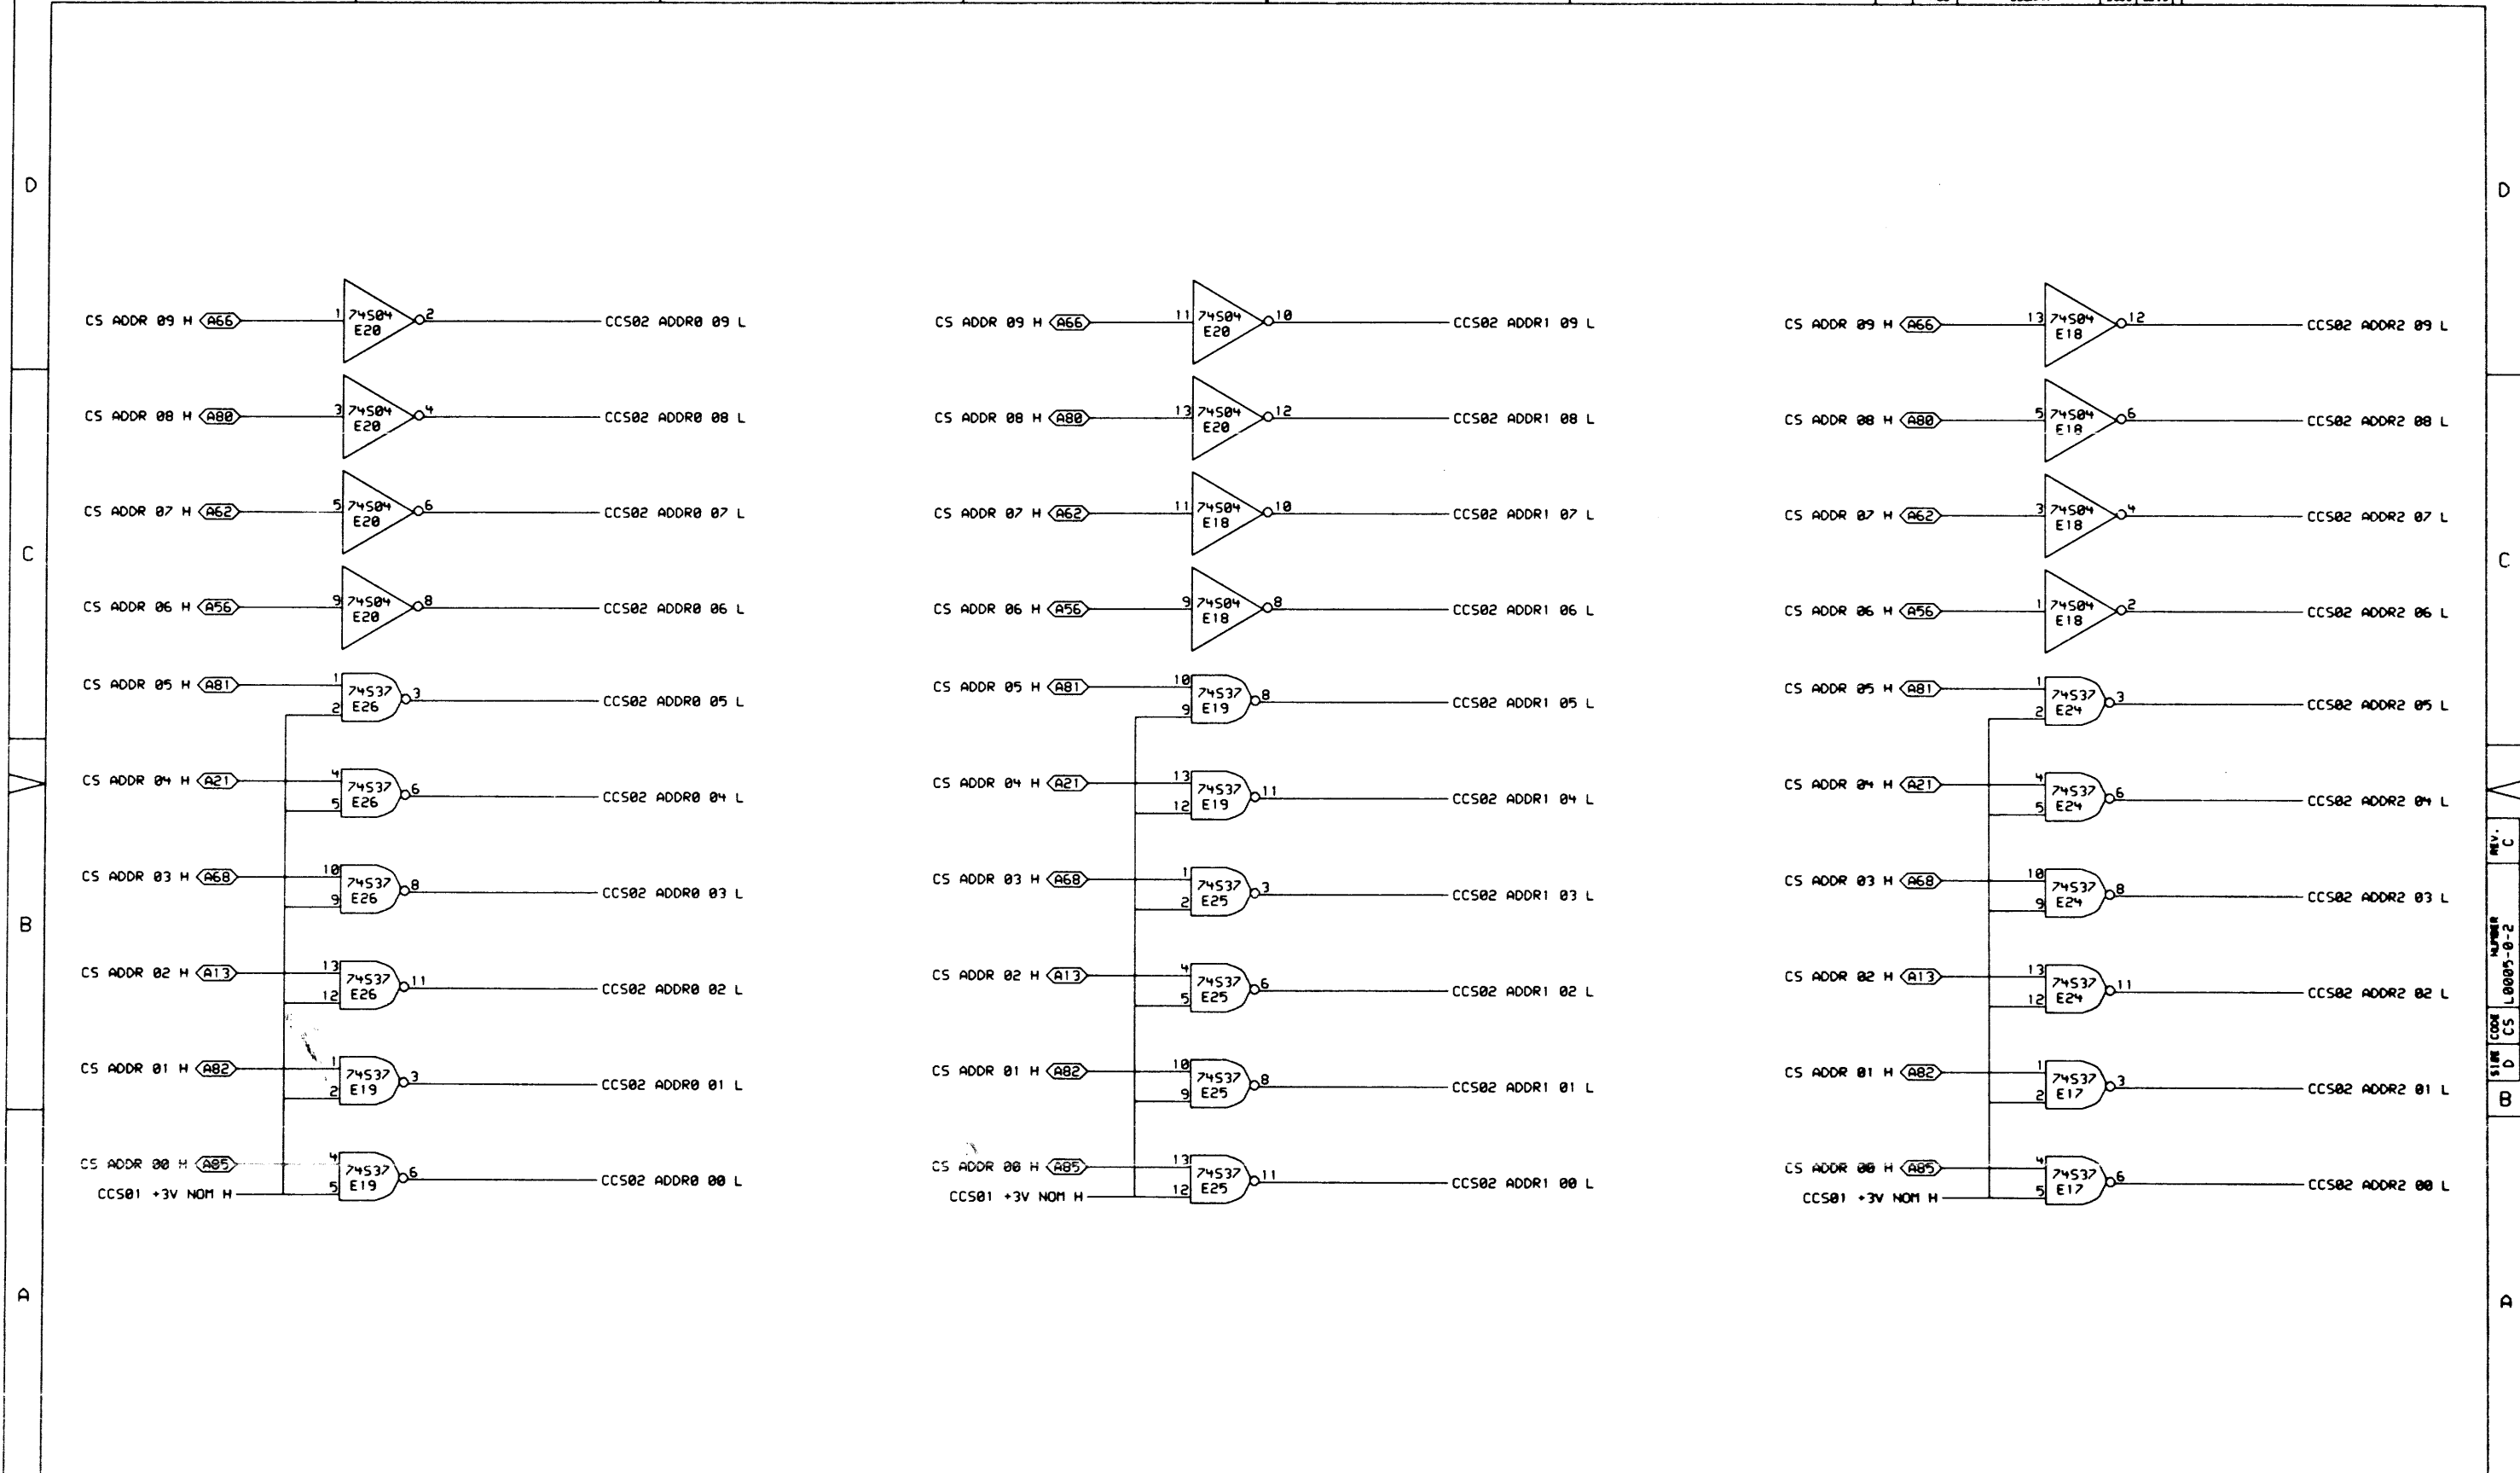 D
D
CS ADDR 09 H A66 1 74S04 E20 2 CCS02 ADDR0 09 L
CS ADDR 09 H A66 11 74S04 E20 10 CCS02 ADDR1 09 L
CS ADDR 09 H A66 13 74S04 E18 12 CCS02 ADDR2 09 L
CS ADDR 08 H A80 3 74S04 E20 4 CCS02 ADDR0 08 L
CS ADDR 08 H A80 13 74S04 E20 12 CCS02 ADDR1 08 L
CS ADDR 08 H A80 5 74S04 E18 6 CCS02 ADDR2 08 L
CS ADDR 07 H A62 5 74S04 E20 6 CCS02 ADDR0 07 L
CS ADDR 07 H A62 11 74S04 E18 10 CCS02 ADDR1 07 L
CS ADDR 07 H A62 3 74S04 E18 4 CCS02 ADDR2 07 L
C
C
CS ADDR 06 H A56 9 74S04 E20 8 CCS02 ADDR0 06 L
CS ADDR 06 H A56 9 74S04 E18 8 CCS02 ADDR1 06 L
CS ADDR 06 H A56 1 74S04 E18 2 CCS02 ADDR2 06 L
CS ADDR 05 H A81 1 2 74S37 E26 3 CCS02 ADDR0 05 L
CS ADDR 05 H A81 10 9 74S37 E19 8 CCS02 ADDR1 05 L
CS ADDR 05 H A81 1 2 74S37 E24 3 CCS02 ADDR2 05 L
CS ADDR 04 H A21 4 5 74S37 E26 6 CCS02 ADDR0 04 L
CS ADDR 04 H A21 13 12 74S37 E19 11 CCS02 ADDR1 04 L
CS ADDR 04 H A21 4 5 74S37 E24 6 CCS02 ADDR2 04 L
CS ADDR 03 H A68 10 9 74S37 E26 8 CCS02 ADDR0 03 L
CS ADDR 03 H A68 1 2 74S37 E25 3 CCS02 ADDR1 03 L
CS ADDR 03 H A68 10 9 74S37 E24 8 CCS02 ADDR2 03 L
B
CS ADDR 02 H A13 13 12 74S37 E26 11 CCS02 ADDR0 02 L
CS ADDR 02 H A13 4 5 74S37 E25 6 CCS02 ADDR1 02 L
CS ADDR 02 H A13 13 12 74S37 E24 11 CCS02 ADDR2 02 L
CS ADDR 01 H A82 1 2 74S37 E19 3 CCS02 ADDR0 01 L
CS ADDR 01 H A82 10 9 74S37 E25 8 CCS02 ADDR1 01 L
CS ADDR 01 H A82 1 2 74S37 E17 3 CCS02 ADDR2 01 L
B
CS ADDR 00 H A85 4 5 74S37 E19 6 CCS02 ADDR0 00 L
CCS01 +3V NOM H
CS ADDR 00 H A85 13 12 74S37 E25 11 CCS02 ADDR1 00 L
CCS01 +3V NOM H
CS ADDR 00 H A85 4 5 74S37 E17 6 CCS02 ADDR2 00 L
CCS01 +3V NOM H
A
A
SIZE CODE NUMBER REV.
D CS L0005-0-2 C